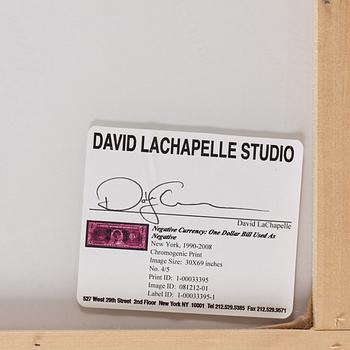 DAVID LACHAPELLE STUDIO
David LaChapelle
Negative Currency: One Dollar Bill Used As
Negative
New York, 1990-2008
Chromogenic Print
Image Size: 30X69 inches
No. 4/5
Print ID: 1-00033395
Image ID: 081212-01
Label ID: 1-00033395-1
527 West 29th Street 2nd Floor New York NY 10001 Tel 212.529.5385 Fax 212.529.9571